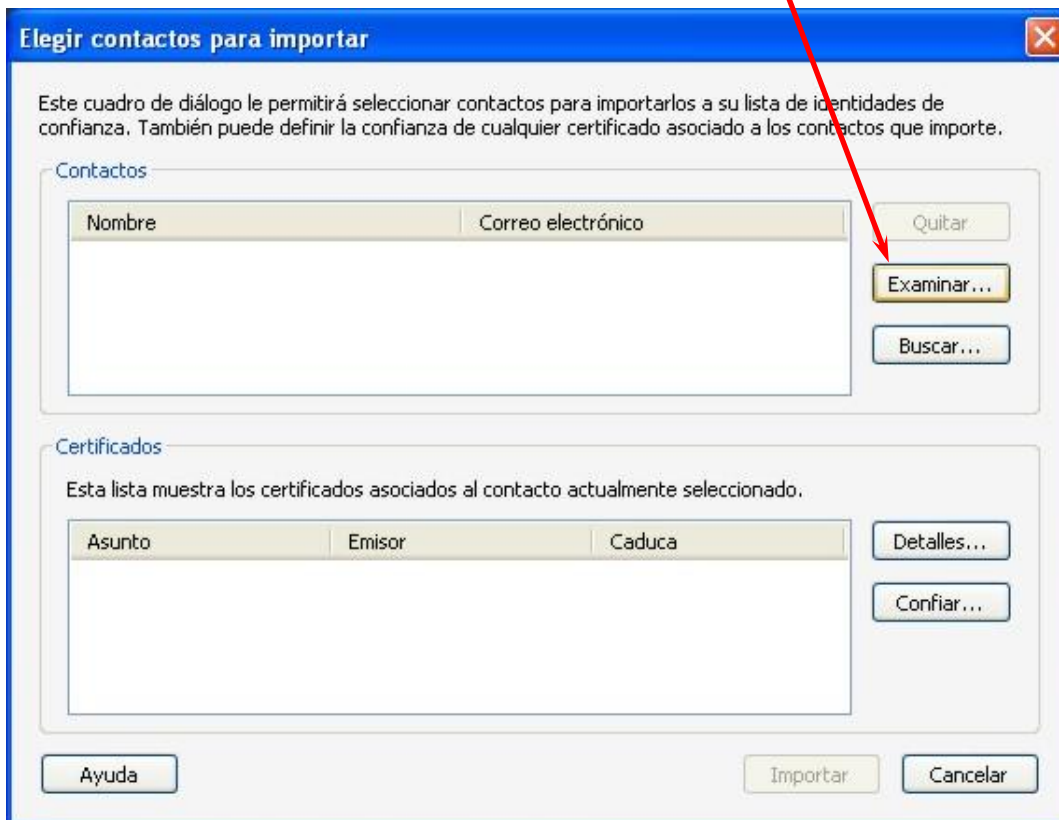 Elegir contactos para importar
Este cuadro de diálogo le permitirá seleccionar contactos para importarlos a su lista de identidades de
confianza. También puede definir la confianza de cualquier certificado asociado a los contactos que importe.
Contactos
Nombre Correo electrónico
Quitar
Examinar...
Buscar...
Certificados
Esta lista muestra los certificados asociados al contacto actualmente seleccionado.
Asunto Emisor Caduca
Detalles...
Confiar...
Ayuda Importar Cancelar